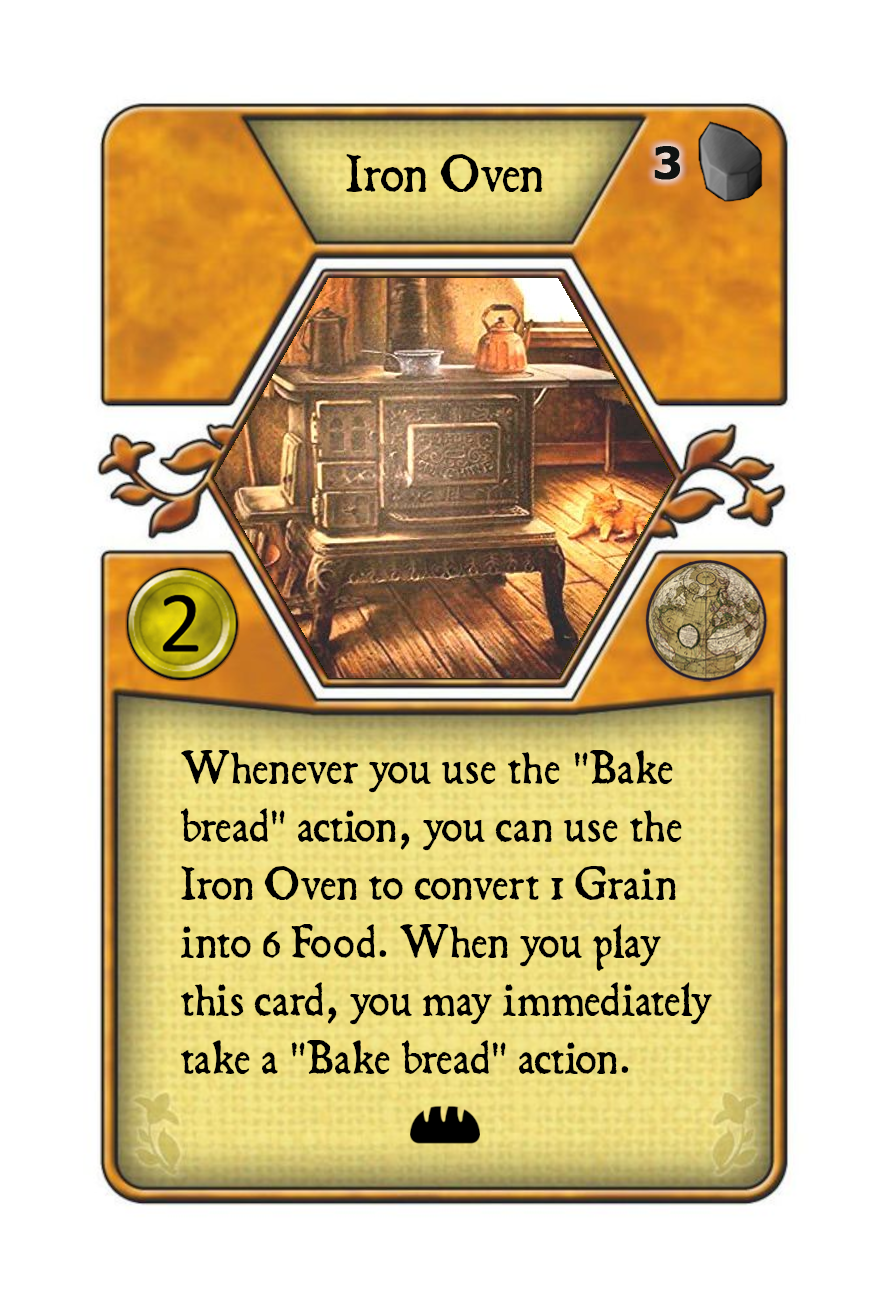 Iron Oven
3
2
Whenever you use the "Bake
bread" action, you can use the
Iron Oven to convert 1 Grain
into 6 Food. When you play
this card, you may immediately
take a "Bake bread" action.